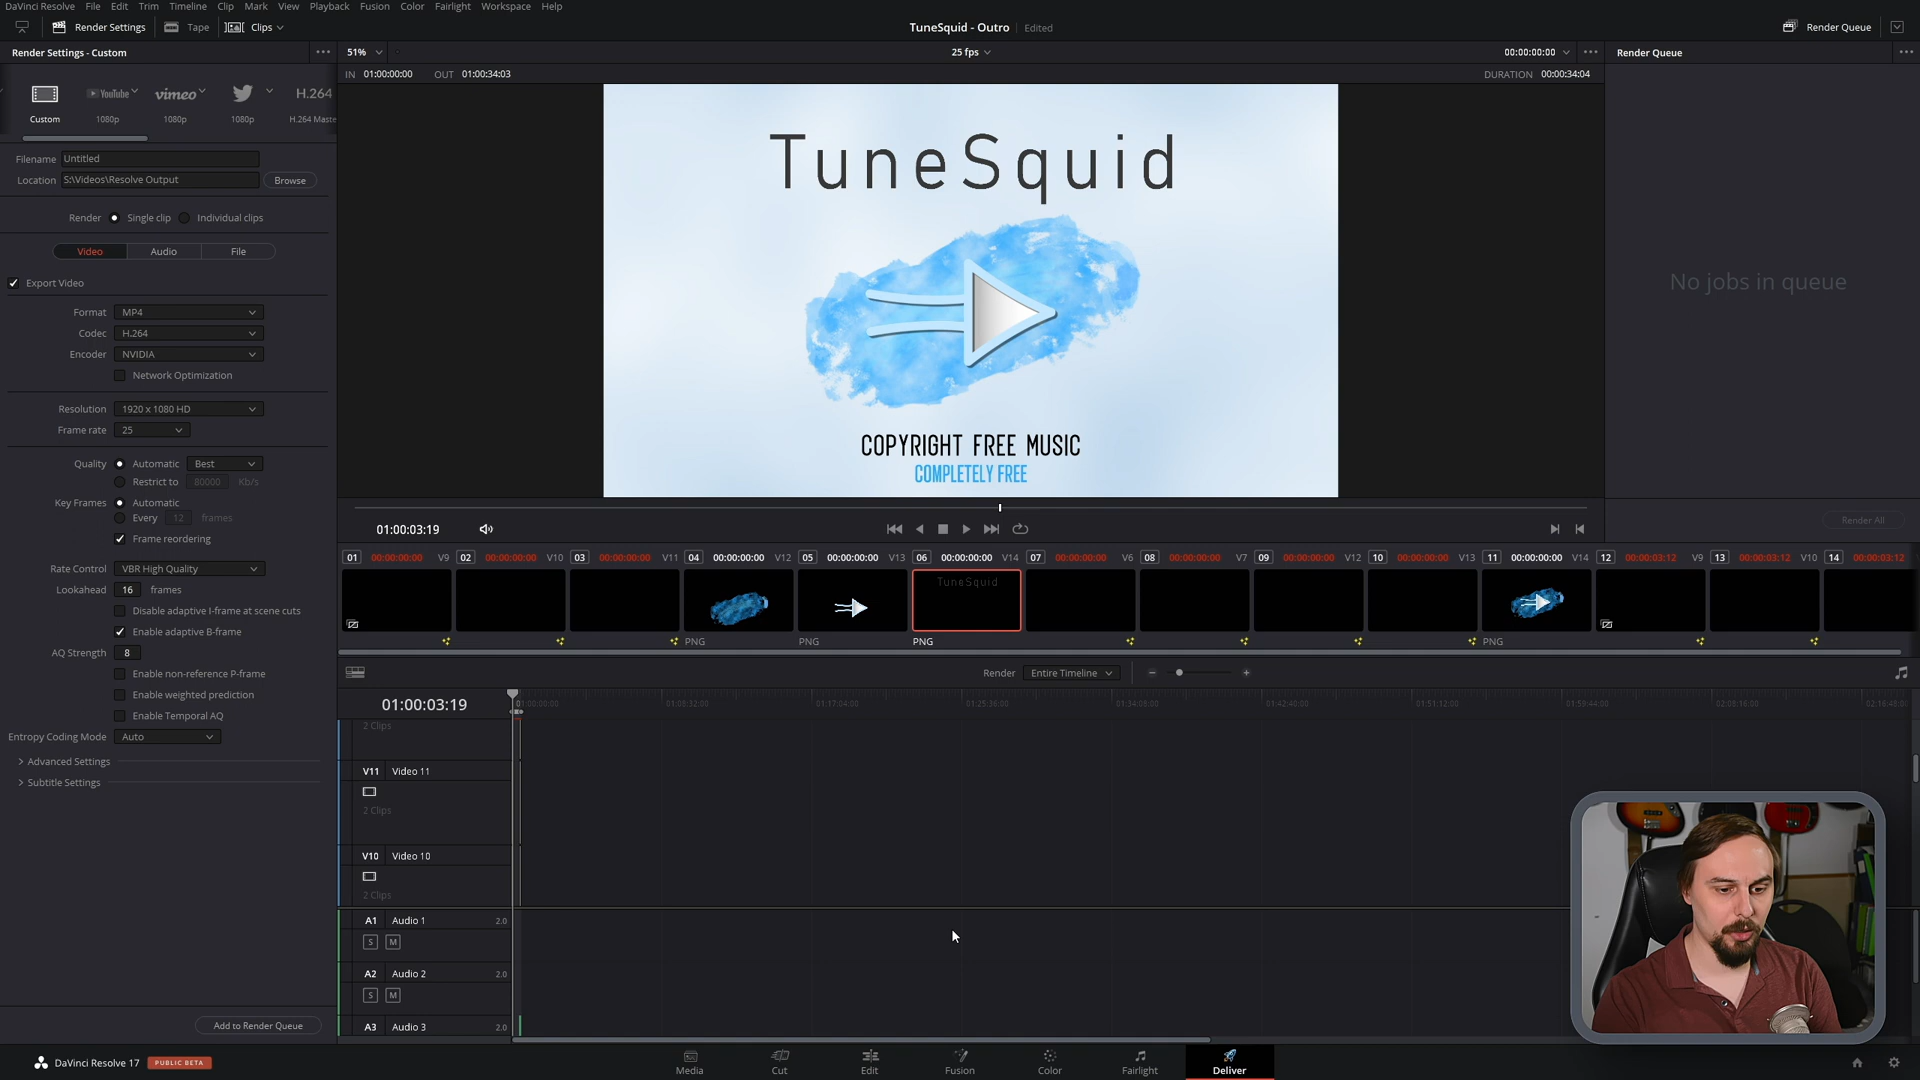 DaVinci Resolve File Edit Trim Timeline Clip Mark View Playback Fusion Color Fairlight Workspace Help
Render Settings Tape Clips TuneSquid - Outro Edited Render Queue
Render Settings - Custom 51% 25 fps 00:00:00:00 Render Queue
IN 01:00:00:00 OUT 01:00:34:03 DURATION 00:00:34:04
YouTube vimeo H.264
Custom 1080p 1080p 1080p H.264 Maste
TuneSquid
COPYRIGHT FREE MUSIC
COMPLETELY FREE
Filename Untitled
Location S:\Videos\Resolve Output Browse
Render Single clip Individual clips
Video Audio File
Export Video
Format MP4
Codec H.264
Encoder NVIDIA
Network Optimization
Resolution 1920 x 1080 HD
Frame rate 25
Quality Automatic Best
Restrict to 80000 Kb/s
Key Frames Automatic
Every 12 frames
Frame reordering
Rate Control VBR High Quality
Lookahead 16 frames
Disable adaptive I-frame at scene cuts
Enable adaptive B-frame
AQ Strength 8
Enable non-reference P-frame
Enable weighted prediction
Enable Temporal AQ
Entropy Coding Mode Auto
Advanced Settings
Subtitle Settings
Add to Render Queue
No jobs in queue
Render All
01:00:03:19
01 00:00:00:00 V9 02 00:00:00:00 V10 03 00:00:00:00 V11 04 00:00:00:00 V12 05 00:00:00:00 V13 06 00:00:00:00 V14 07 00:00:00:00 V6 08 00:00:00:00 V7 09 00:00:00:00 V12 10 00:00:00:00 V13 11 00:00:00:00 V14 12 00:00:03:12 V9 13 00:00:03:12 V10 14 00:00:03:12
TuneSquid
PNG PNG PNG PNG
Render Entire Timeline
01:00:03:19 01:00:00:00 01:08:32:00 01:17:04:00 01:25:36:00 01:34:08:00 01:42:40:00 01:51:12:00 01:59:44:00 02:08:16:00 02:16:48:00
2 Clips
V11 Video 11
2 Clips
V10 Video 10
2 Clips
A1 Audio 1 2.0
S M
A2 Audio 2 2.0
S M
A3 Audio 3 2.0
DaVinci Resolve 17 PUBLIC BETA
Media Cut Edit Fusion Color Fairlight Deliver